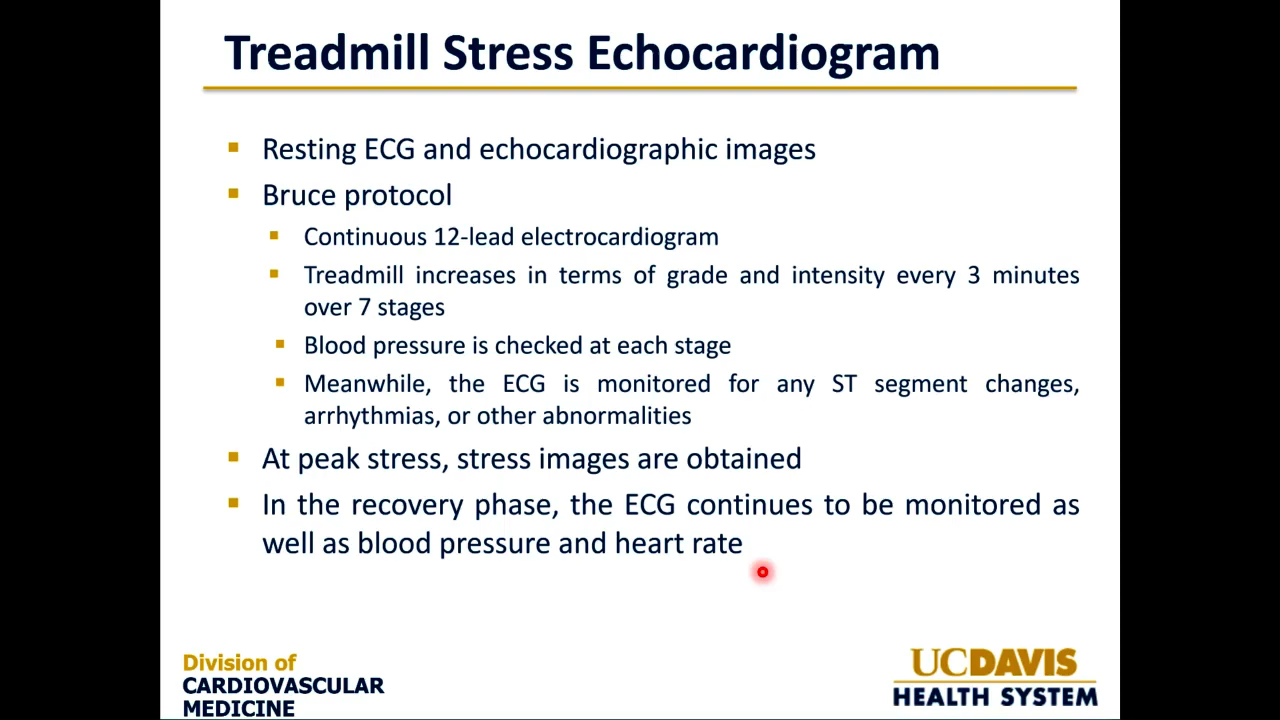 Treadmill Stress Echocardiogram
Resting ECG and echocardiographic images
Bruce protocol
Continuous 12-lead electrocardiogram
Treadmill increases in terms of grade and intensity every 3 minutes
over 7 stages
Blood pressure is checked at each stage
Meanwhile, the ECG is monitored for any ST segment changes,
arrhythmias, or other abnormalities
At peak stress, stress images are obtained
In the recovery phase, the ECG continues to be monitored as
well as blood pressure and heart rate
Division of
CARDIOVASCULAR
MEDICINE
UCDAVIS
HEALTH SYSTEM